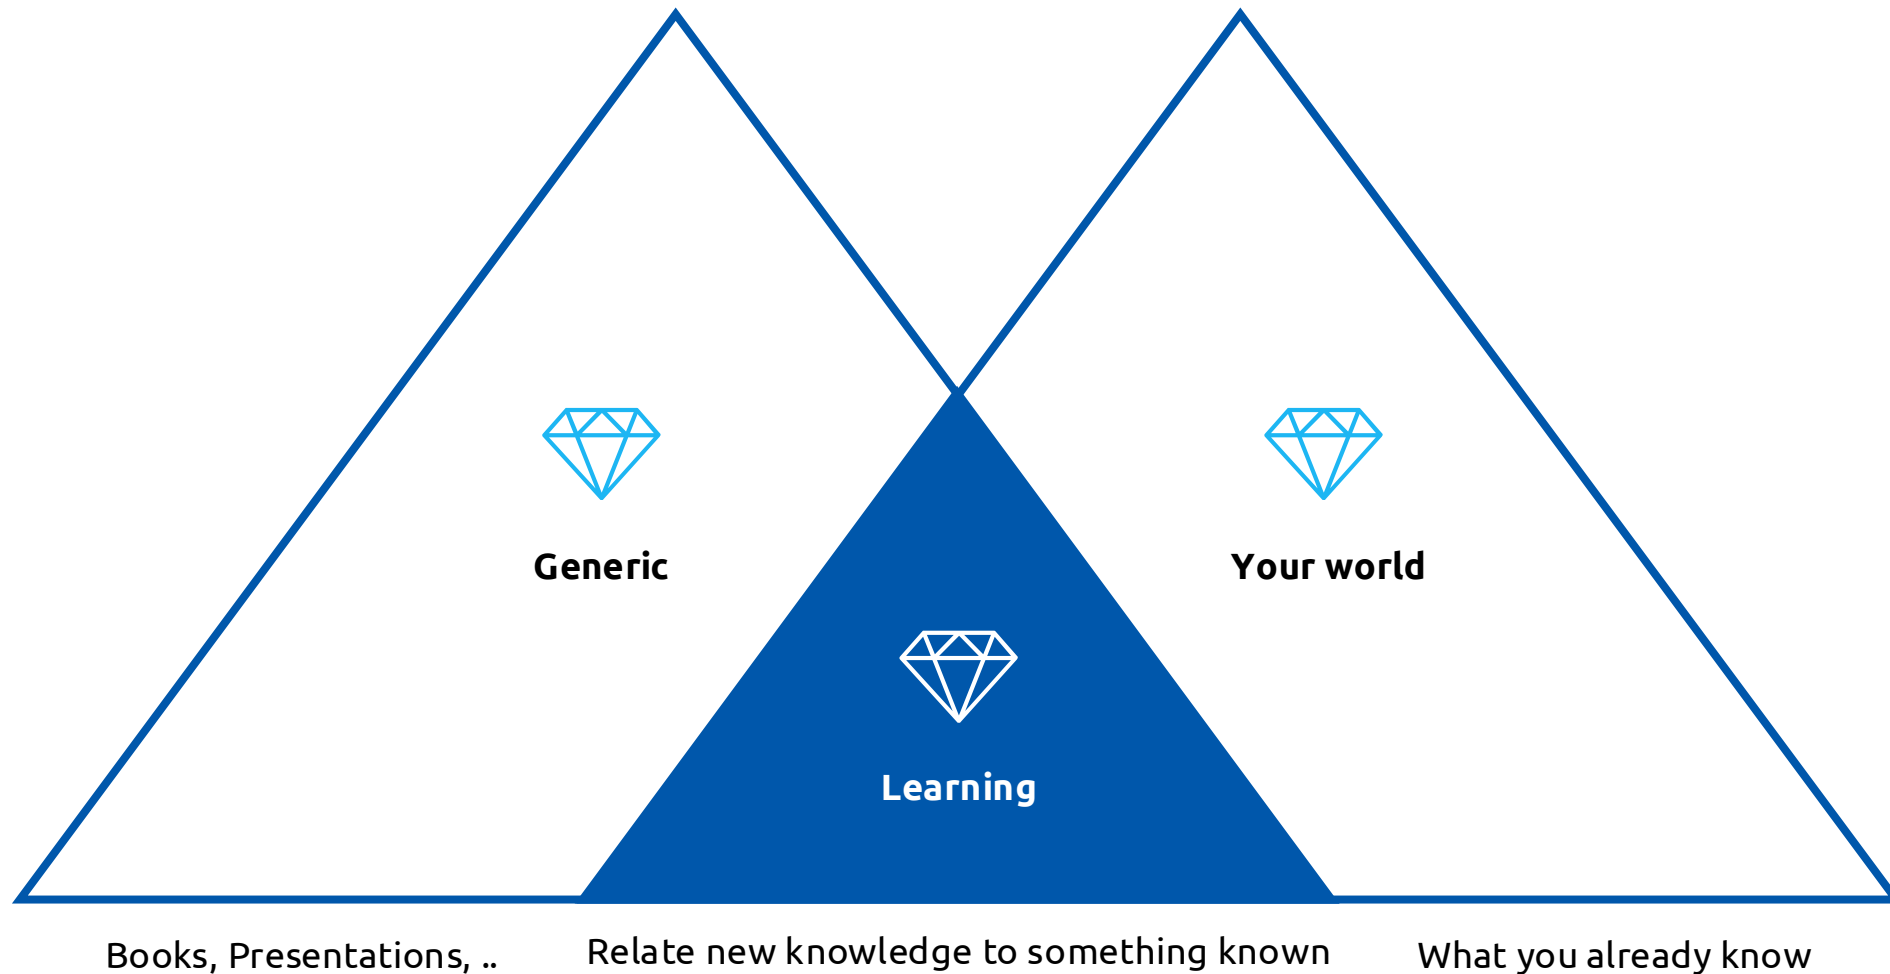 Generic
Your world
Learning
Books, Presentations, ..
Relate new knowledge to something known
What you already know